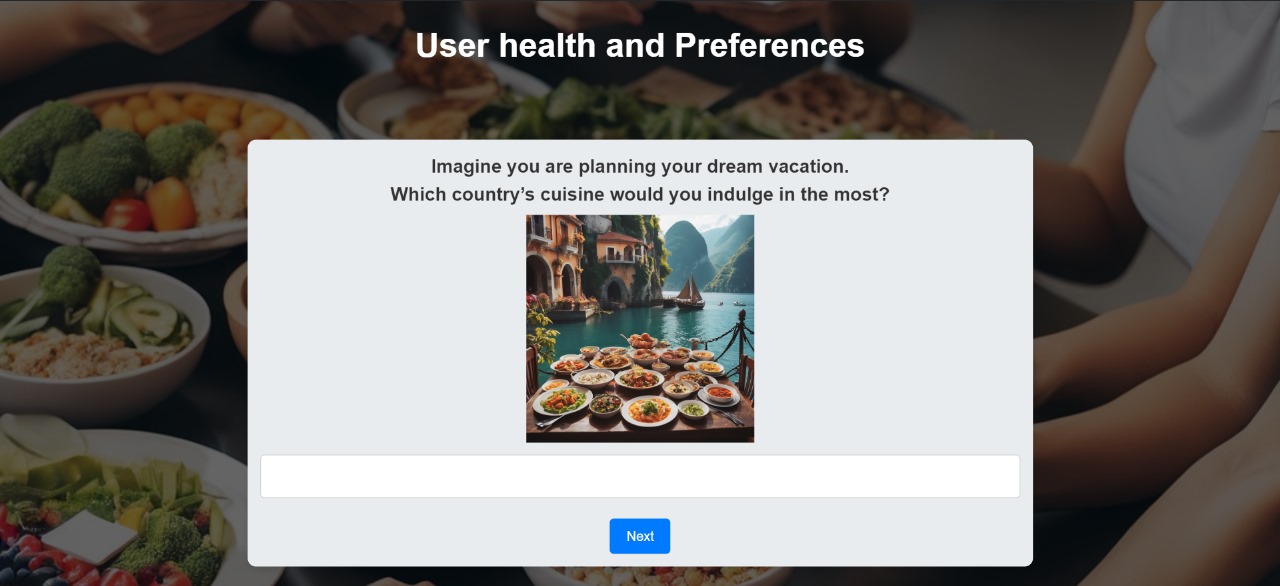 User health and Preferences
Imagine you are planning your dream vacation.
Which country’s cuisine would you indulge in the most?
Next